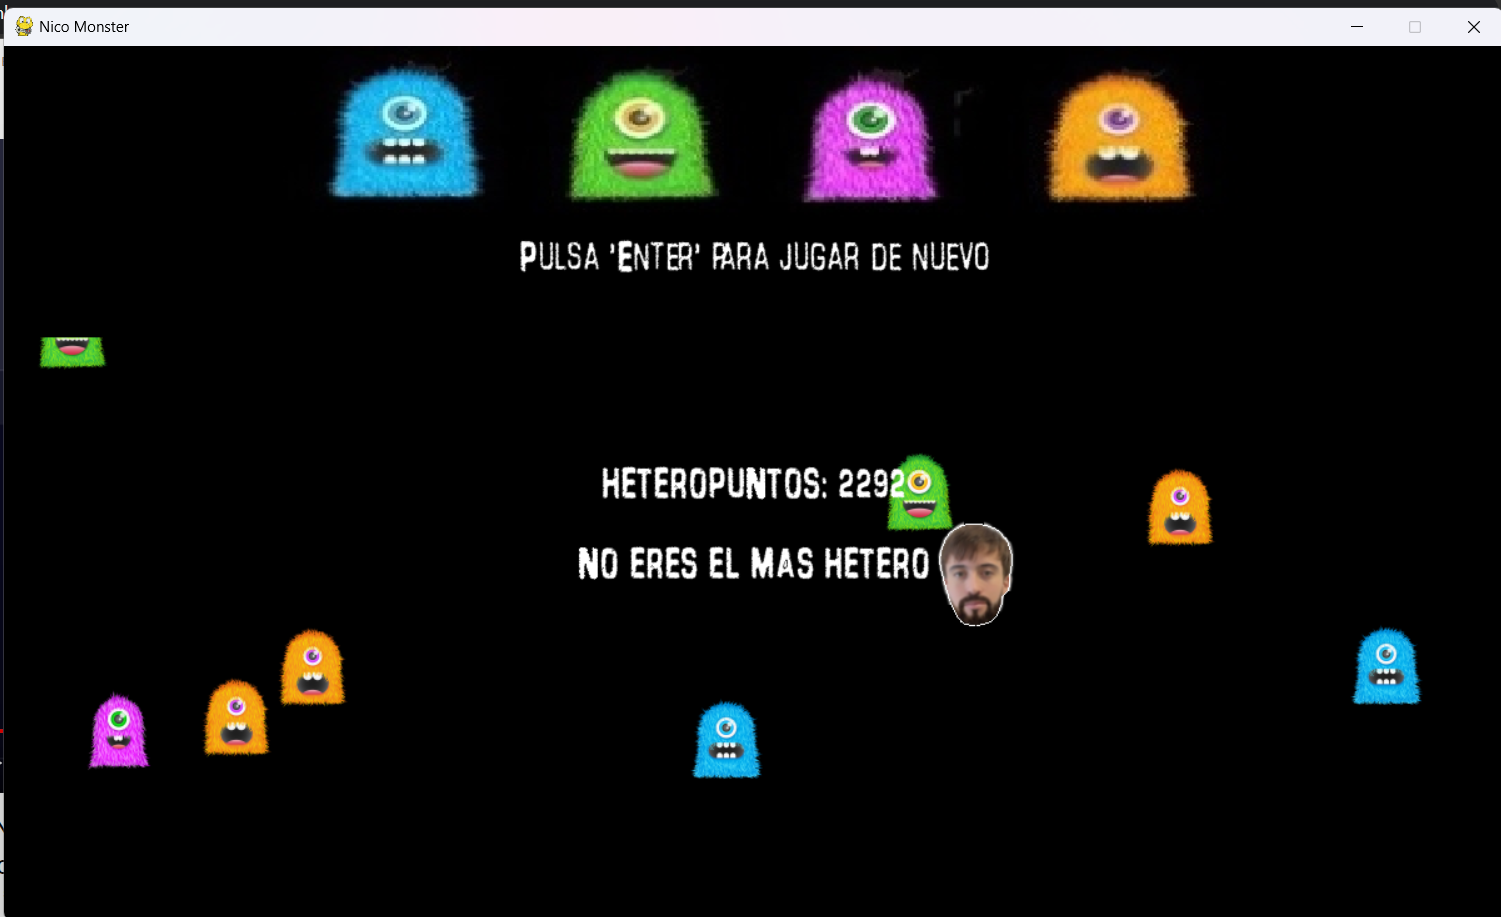 Nico Monster
Pulsa 'Enter' para jugar de nuevo
HETEROPUNTOS: 2292
No eres el mas hetero